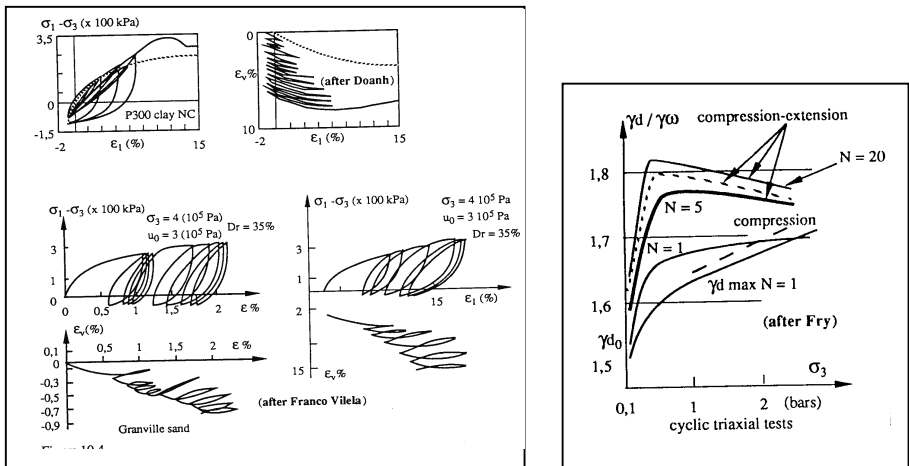 σ1 -σ3 (x 100 kPa)
3,5
0
-1,5
P300 clay NC
-2
ε1 (%)
15
0
εv%
10
(after Doanh)
-2
ε1 (%)
15
σ1 -σ3 (x 100 kPa)
σ3 = 4 (10⁵ Pa)
u0 = 3 (10⁵ Pa)
Dr = 35%
3
1
0
0
0,5
1
1,5
2
ε %
εv(%)
0,5
1
1,5
2
ε%
0,1
-0,1
-0,3
-0,5
-0,7
-0,9
Granville sand
(after Franco Vilela)
σ1 -σ3 (x 100 kPa)
σ3 = 4 10⁵ Pa
u0 = 3 10⁵ Pa
Dr = 35%
3
1
15
ε1 (%)
2
15
εv%
γd / γω
compression-extension
N = 20
1,8
N = 5
compression
1,7
N = 1
γd max N = 1
1,6
(after Fry)
γd0
1,5
σ3
0,1
1
2
(bars)
cyclic triaxial tests